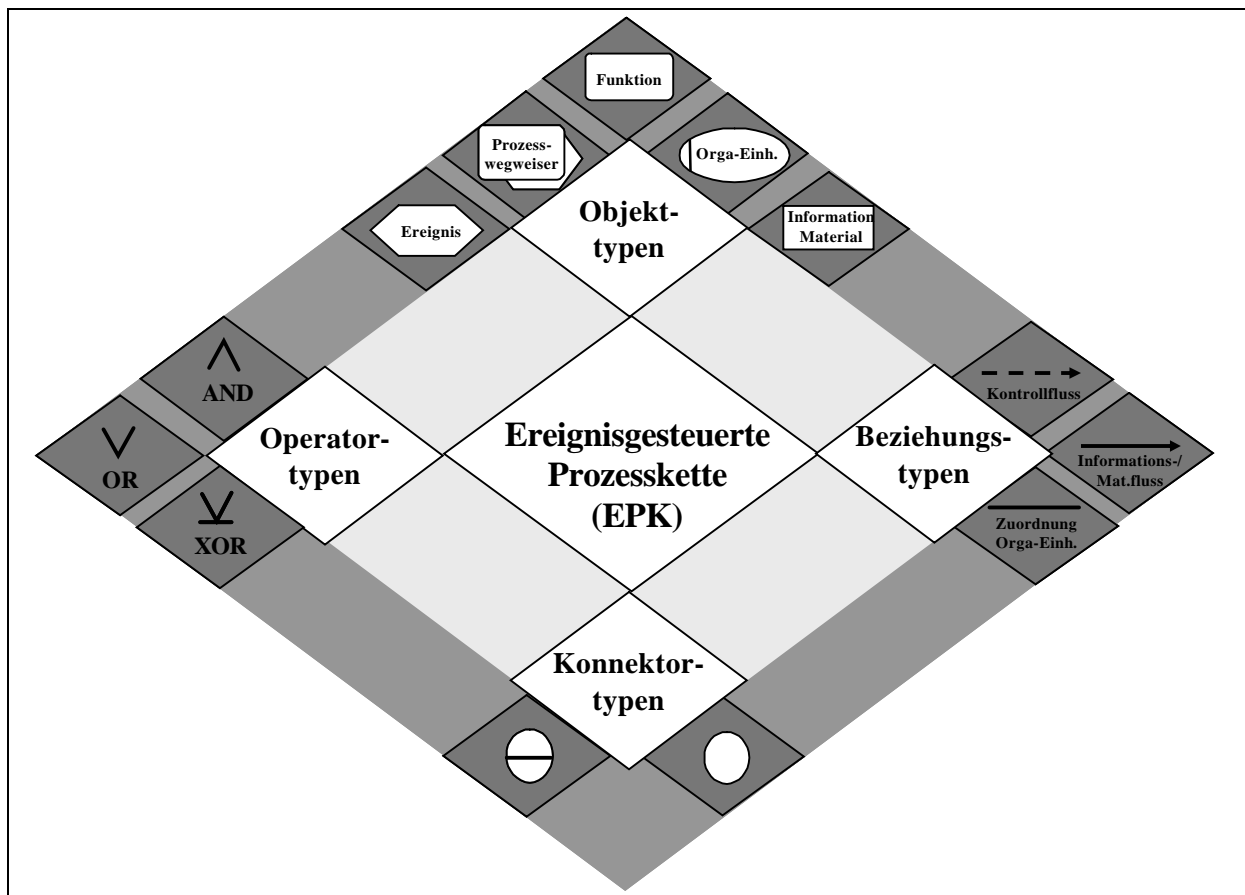 Funktion
Prozess-
wegweiser
Orga-Einh.
Ereignis
Information
Material
Objekt-
typen
AND
OR
XOR
Operator-
typen
Ereignisgesteuerte
Prozesskette
(EPK)
Beziehungs-
typen
Kontrollfluss
Informations-/
Mat.fluss
Zuordnung
Orga-Einh.
Konnektor-
typen